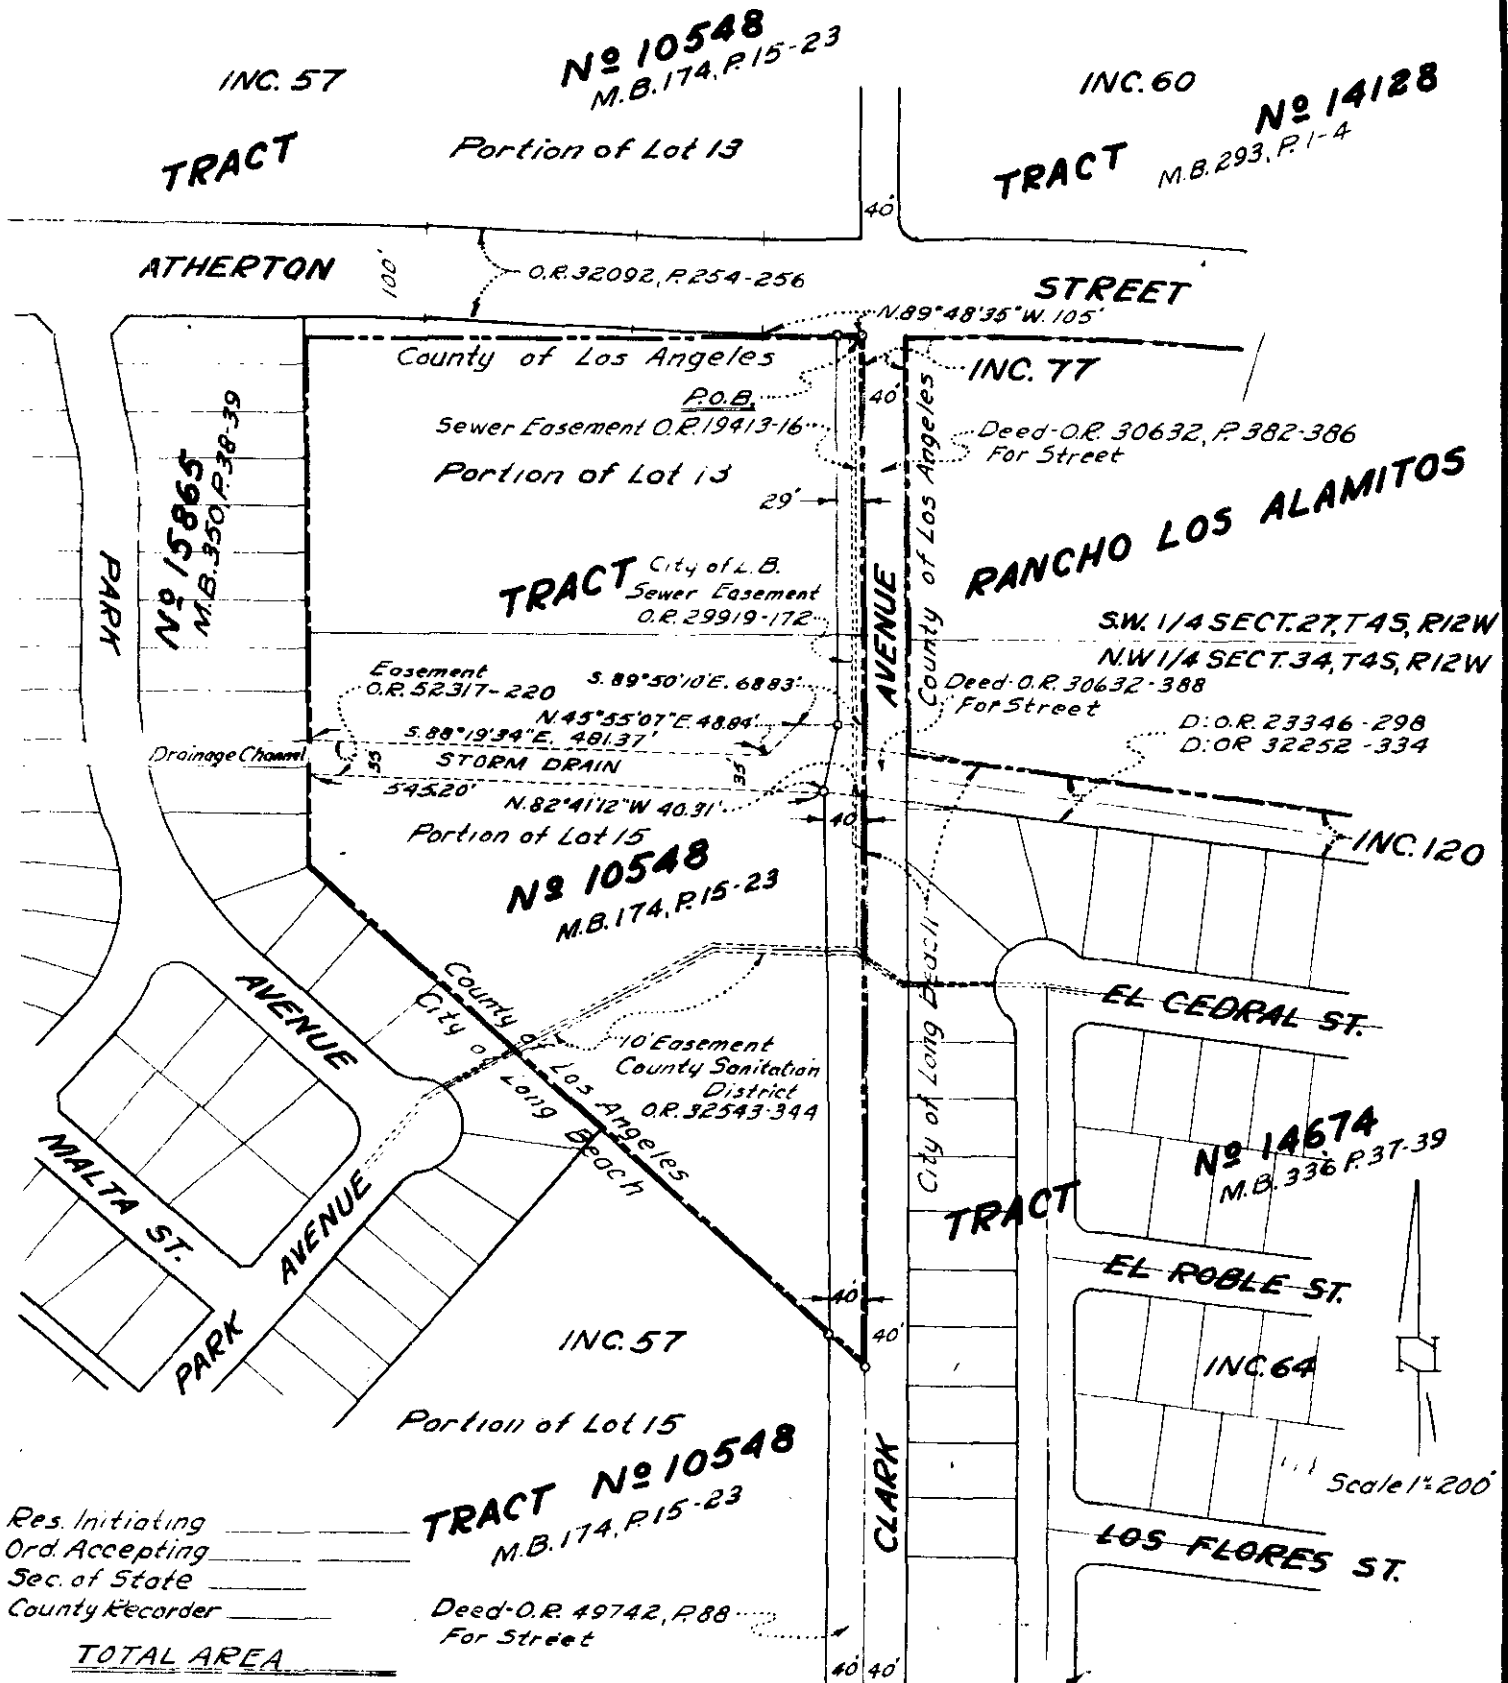 INC. 57
Nº 10548
M.B. 174, P. 15-23
INC. 60
Nº 14128
M.B. 293, P. 1-4
TRACT
Portion of Lot 13
TRACT
40'
ATHERTON
100'
O.R. 32092, P. 254-256
STREET
N. 89°48'35" W. 105'
County of Los Angeles
INC. 77
P.O.B.
40'
Sewer Easement O.R. 19413-16
Deed-O.R. 30632, P. 382-386
For Street
Portion of Lot 13
29'
County of Los Angeles
RANCHO LOS ALAMITOS
Nº 15865
M.B. 350, P. 38-39
PARK
TRACT
City of L.B.
Sewer Easement
O.R. 29919-172
AVENUE
S.W. 1/4 SECT. 27, T4S, R12W
N.W 1/4 SECT. 34, T4S, R12W
Easement
O.R. 52317-220
S. 89°50'10"E. 68.83'
Deed-O.R. 30632-388
For Street
N. 45°55'07"E. 48.84'
S. 88°19'34"E. 481.37'
D: O.R. 23346-298
D: OR 32252-334
Drainage Channel
35
STORM DRAIN
35'
545.20'
N. 82°41'12"W 40.31'
40'
Portion of Lot 15
INC. 120
Nº 10548
M.B. 174, P. 15-23
AVENUE
County of Los Angeles
City of Long Beach
City of Long Beach
EL CEDRAL ST.
10' Easement
County Sanitation
District
O.R. 32543-344
MALTA ST.
AVENUE
PARK
Nº 14674
M.B. 336 P. 37-39
TRACT
EL ROBLE ST.
40'
40'
INC. 57
INC. 64
Portion of Lot 15
TRACT Nº 10548
M.B. 174, P. 15-23
CLARK
Scale 1"=200'
LOS FLORES ST.
Res. Initiating
Ord. Accepting
Sec. of State
County Recorder
Deed-O.R. 49742, P. 88
For Street
TOTAL AREA
40' 40'